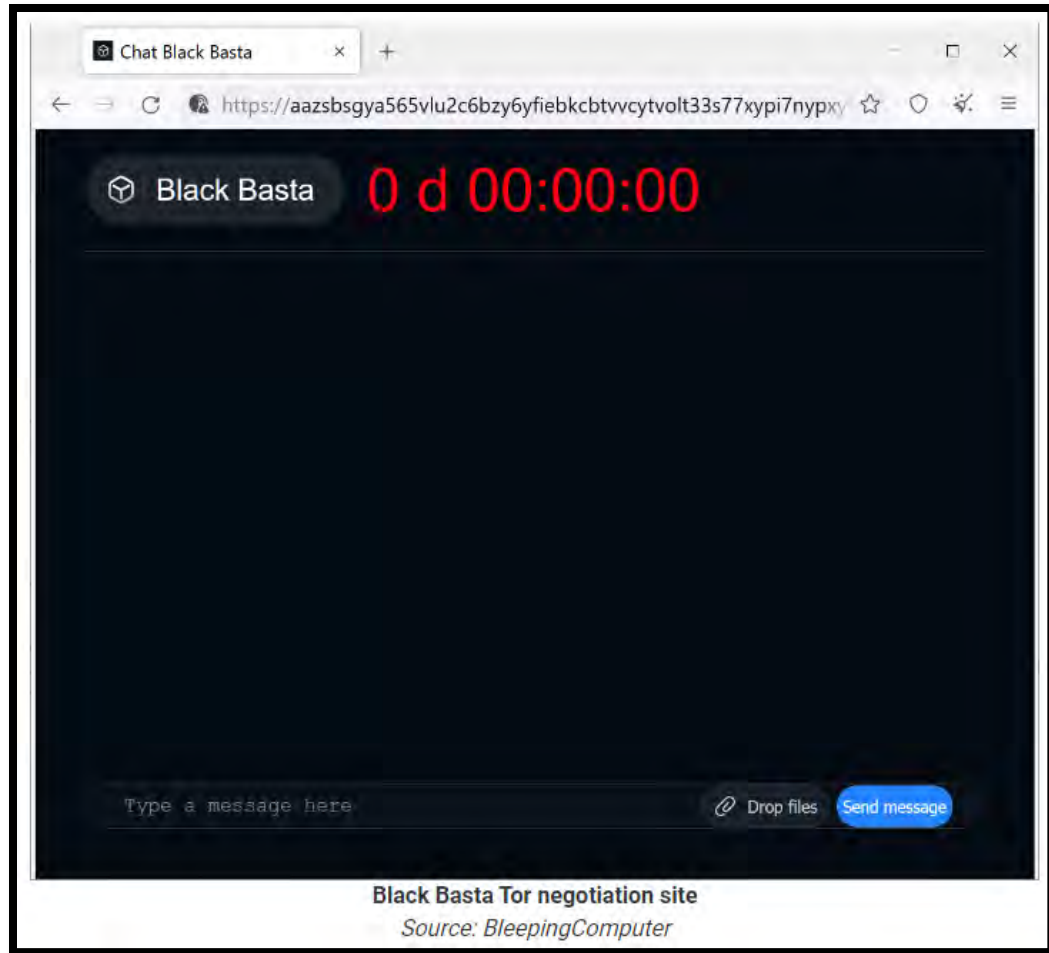 Chat Black Basta
https://aazsbsgya565vlu2c6bzy6yfiebkcbtvvcytvolt33s77xypi7nypxy
Black Basta 0 d 00:00:00
Type a message here Drop files Send message
Black Basta Tor negotiation site
Source: BleepingComputer